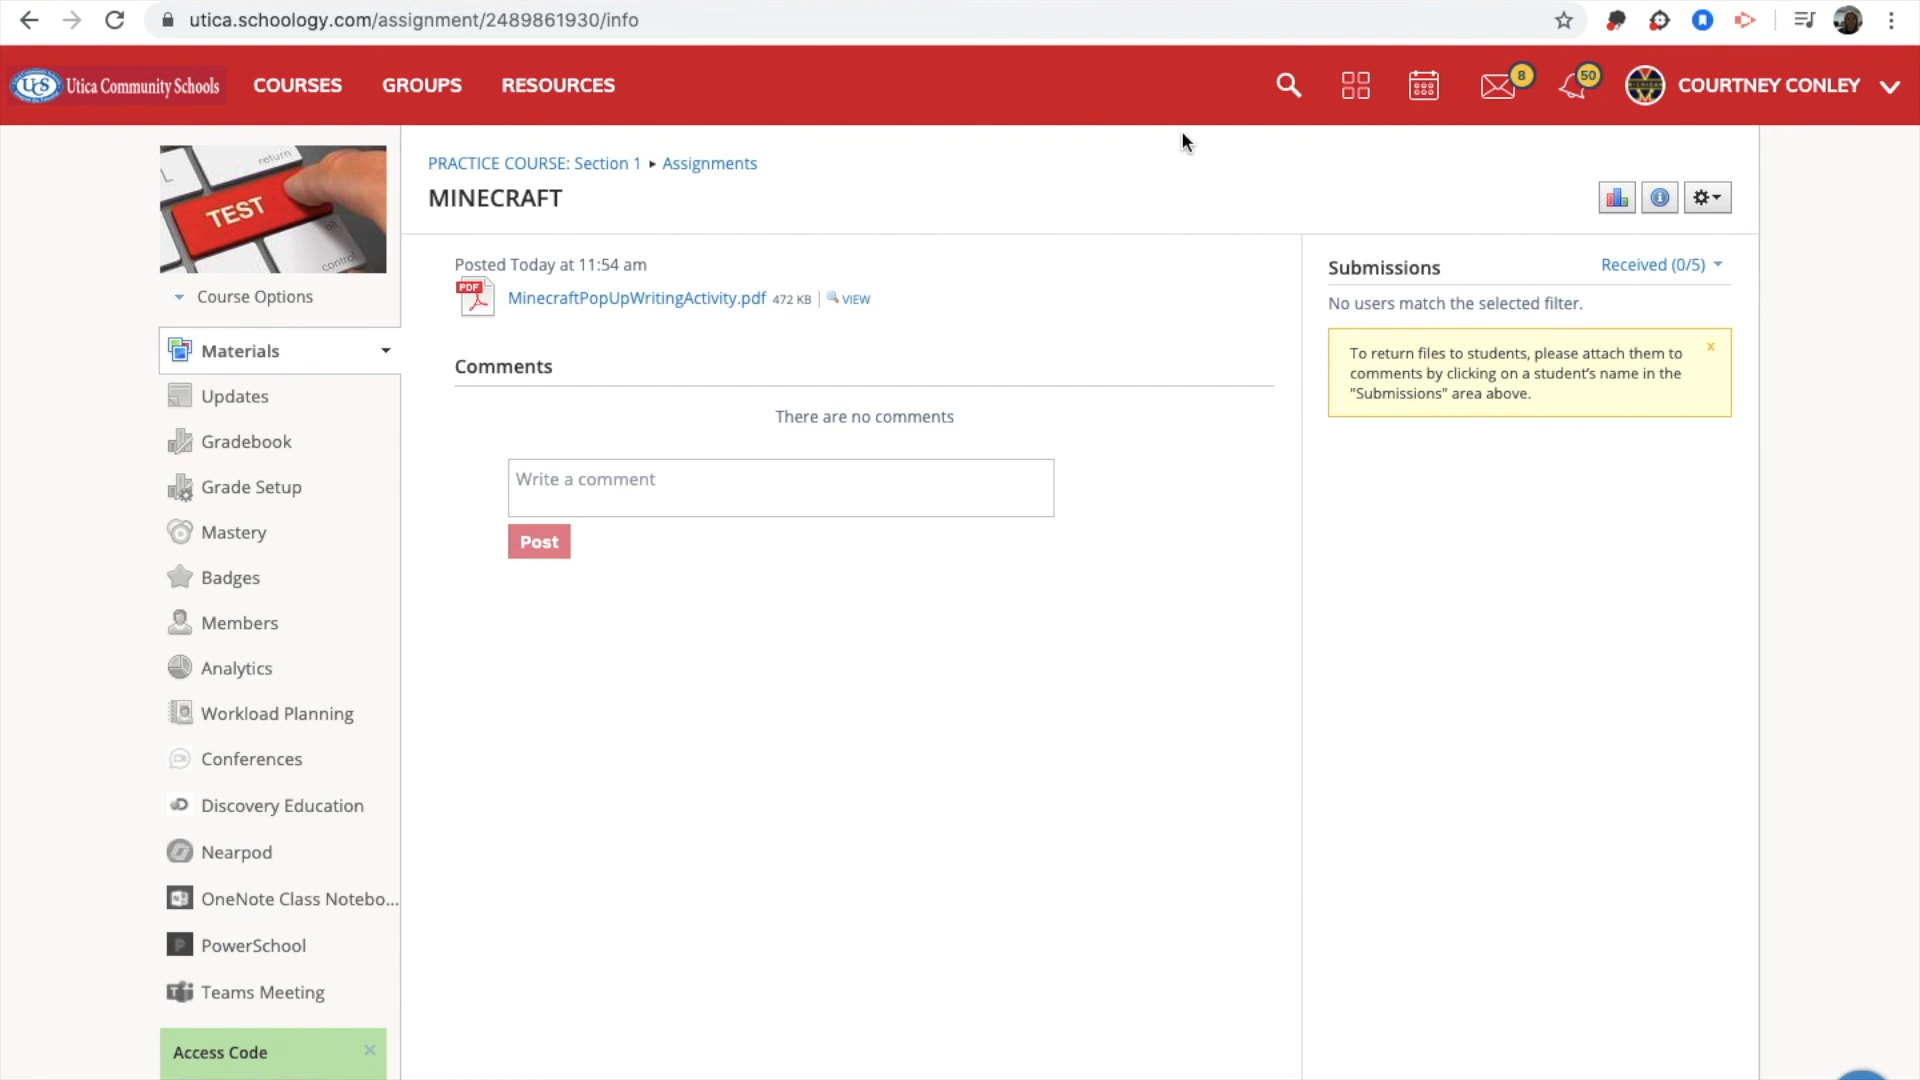 utica.schoology.com/assignment/2489861930/info
UCS Utica Community Schools
COURSES
GROUPS
RESOURCES
8
50
COURTNEY CONLEY
return
TEST
alt
control
Course Options
Materials
Updates
Gradebook
Grade Setup
Mastery
Badges
Members
Analytics
Workload Planning
Conferences
Discovery Education
Nearpod
OneNote Class Notebo...
PowerSchool
Teams Meeting
Access Code
PRACTICE COURSE: Section 1 ▸ Assignments
MINECRAFT
Posted Today at 11:54 am
PDF
MinecraftPopUpWritingActivity.pdf 472 KB | VIEW
Comments
There are no comments
Write a comment
Post
Submissions
Received (0/5)
No users match the selected filter.
To return files to students, please attach them to
comments by clicking on a student's name in the
"Submissions" area above.
x